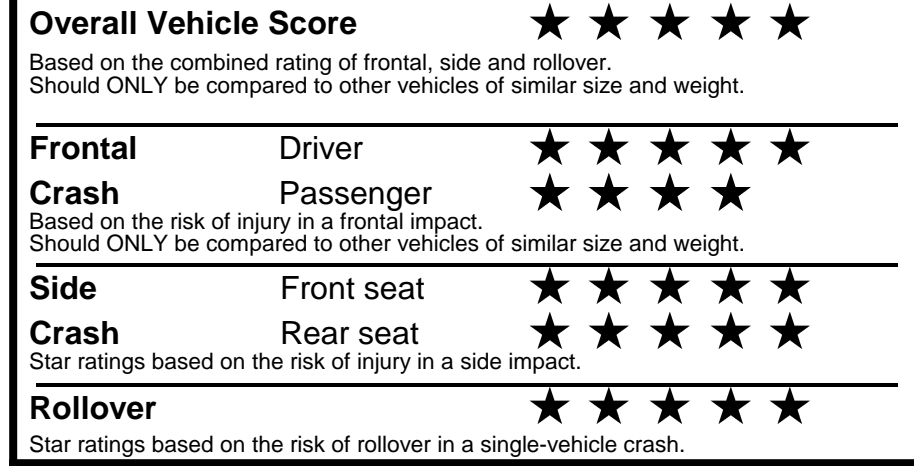 Overall Vehicle Score ★ ★ ★ ★ ★
Based on the combined rating of frontal, side and rollover.
Should ONLY be compared to other vehicles of similar size and weight.
Frontal Driver ★ ★ ★ ★ ★
Crash Passenger ★ ★ ★ ★
Based on the risk of injury in a frontal impact.
Should ONLY be compared to other vehicles of similar size and weight.
Side Front seat ★ ★ ★ ★ ★
Crash Rear seat ★ ★ ★ ★ ★
Star ratings based on the risk of injury in a side impact.
Rollover ★ ★ ★ ★ ★
Star ratings based on the risk of rollover in a single-vehicle crash.